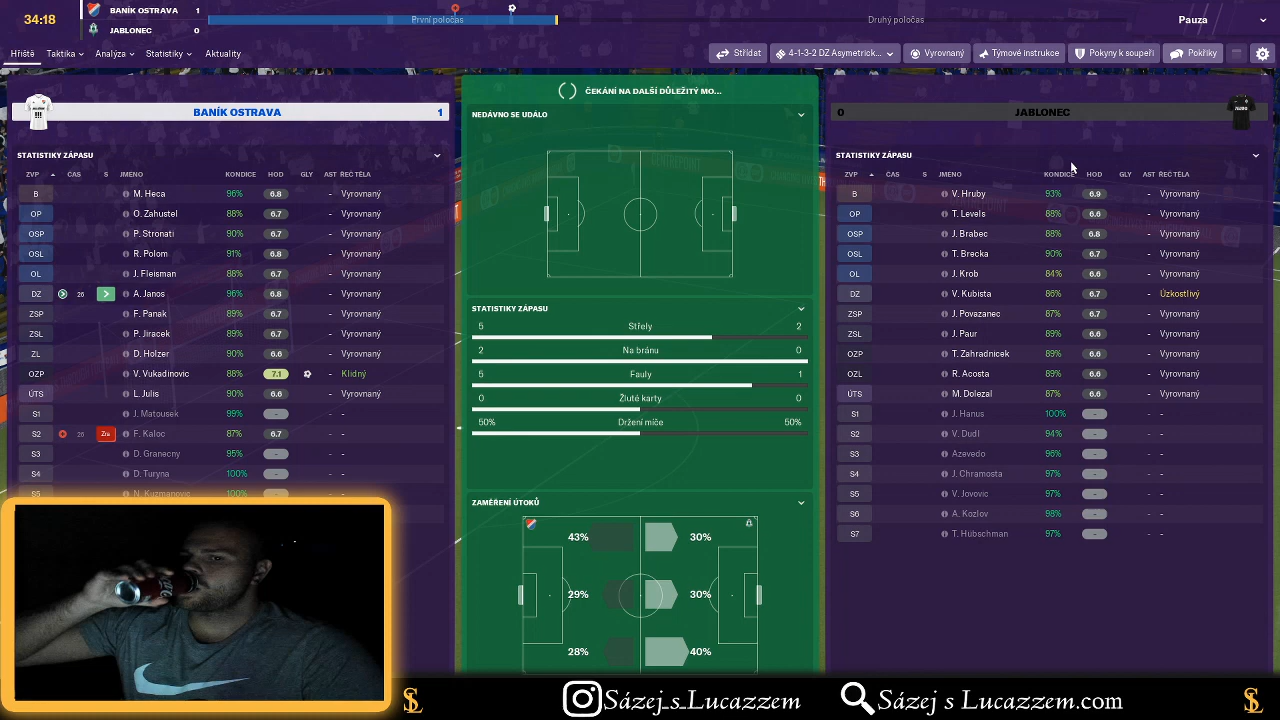 34:18
BANÍK OSTRAVA 1
JABLONEC 0
První poločas
Druhý poločas
Pauza
Hřiště Taktika Analýza Statistiky Aktuality
Střídat 4-1-3-2 DZ Asymetrick... Vyrovnaný Týmové instrukce Pokyny k soupeři Pokřiky
BANÍK OSTRAVA 1
STATISTIKY ZÁPASU
ZVP CAS S JMENO KONDICE HOD GLY AST REC TĚLA
B M. Heca 96% 6.8 - Vyrovnaný
OP O. Zahustel 88% 6.7 - Vyrovnaný
OSP P. Stronati 90% 6.7 - Vyrovnaný
OSL R. Polom 91% 6.8 - Vyrovnaný
OL J. Fleisman 88% 6.7 - Vyrovnaný
DZ 26 A. Janos 96% 6.8 - Vyrovnaný
ZSP F. Panak 89% 6.7 - Vyrovnaný
ZSL M. Jiracek 89% 6.7 - Vyrovnaný
ZL D. Holzer 90% 6.6 - Vyrovnaný
OZP V. Vukadinovic 88% 7.1 - Klidný
ÚTS L. Julis 90% 6.6 - Vyrovnaný
S1 J. Matousek 99% - - -
S2 26 Zra F. Kaloc 87% 6.7 - -
S3 D. Granecny 95% - - -
S4 D. Turyna 100% - - -
S5 N. Kuzmanovic 100% - - -
ČEKÁNÍ NA DALŠÍ DŮLEŽITÝ MO...
NEDÁVNO SE UDÁLO
STATISTIKY ZÁPASU
5 Střely 2
2 Na bránu 0
5 Fauly 1
0 Žluté karty 0
50% Držení míče 50%
ZAMĚŘENÍ ÚTOKŮ
43% 30%
29% 30%
28% 40%
0 JABLONEC
STATISTIKY ZÁPASU
ZVP CAS S JMENO KONDICE HOD GLY AST REC TĚLA
B V. Hruby 93% 6.9 - Vyrovnaný
OP T. Levels 88% 6.6 - Vyrovnaný
OSP J. Brabec 88% 6.8 - Vyrovnaný
OSL T. Brecka 90% 6.7 - Vyrovnaný
OL J. Krob 84% 6.6 - Vyrovnaný
DZ V. Kubista 86% 6.7 - Úzkostlivý
ZSP J. Povazanec 87% 6.7 - Vyrovnaný
ZSL J. Paur 89% 6.6 - Vyrovnaný
OZP T. Zahradnicek 89% 6.6 - Vyrovnaný
OZL R. Acosta 89% 6.6 - Vyrovnaný
ÚTS M. Dolezal 87% 6.6 - Vyrovnaný
S1 J. Hanus 100% - - -
S2 V. Dudl 94% - - -
S3 Azevedo 96% - - -
S4 J. Chramosta 97% - - -
S5 V. Jovovic 97% - - -
S6 A. Kozlov 98% - - -
S7 T. Hübschman 97% - - -
Sázej_s_Lucazzem
Sázej s Lucazzem.com